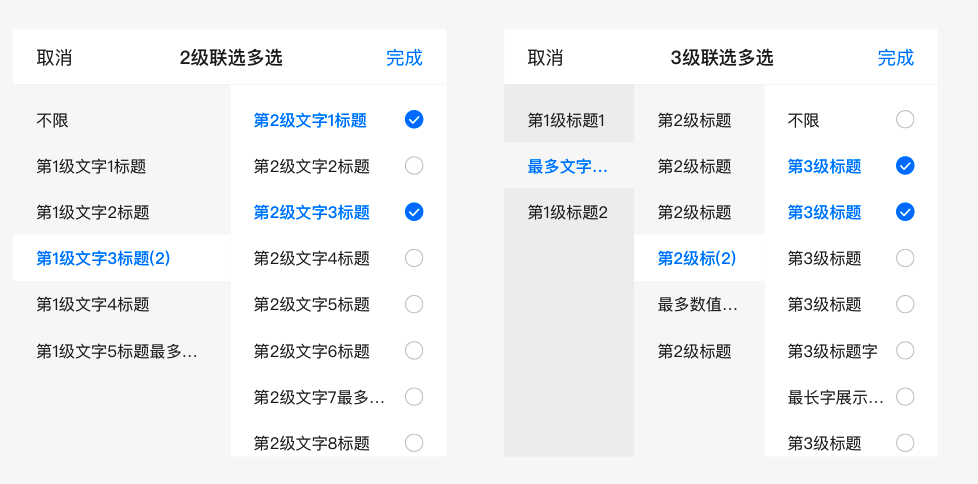 取消 2级联选多选 完成
不限
第1级文字1标题
第1级文字2标题
第1级文字3标题(2)
第1级文字4标题
第1级文字5标题最多...
第2级文字1标题
第2级文字2标题
第2级文字3标题
第2级文字4标题
第2级文字5标题
第2级文字6标题
第2级文字7最多...
第2级文字8标题
取消 3级联选多选 完成
第1级标题1
最多文字...
第1级标题2
第2级标题
第2级标题
第2级标题
第2级标(2)
最多数值...
第2级标题
不限
第3级标题
第3级标题
第3级标题
第3级标题
第3级标题字
最长字展示...
第3级标题